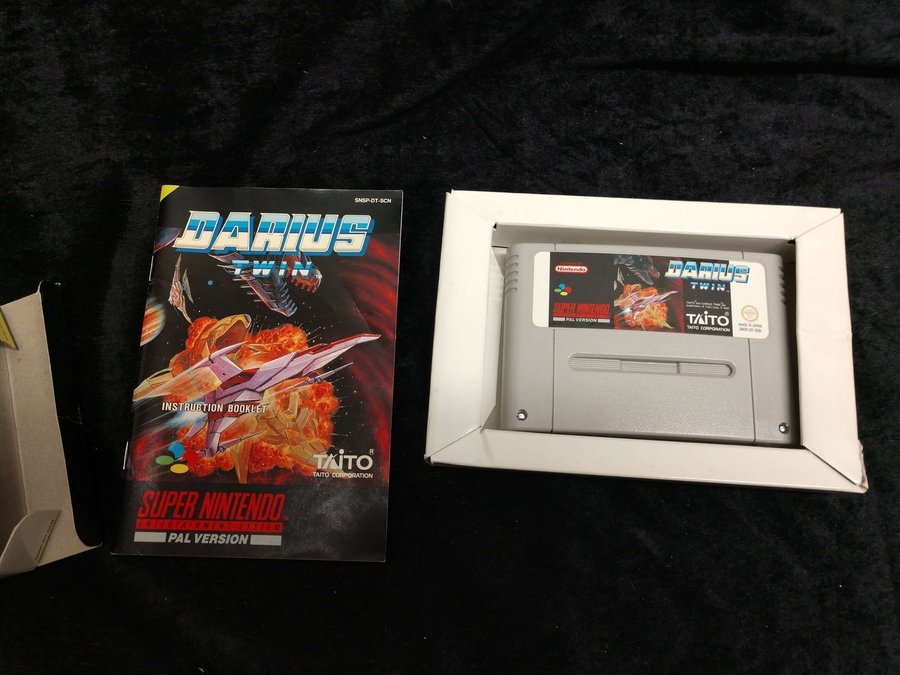 SNSP-DT-SCN
DARIUS
TWIN
INSTRUCTION BOOKLET
TAITO®
TAITO CORPORATION
SUPER NINTENDO
ENTERTAINMENT SYSTEM
PAL VERSION
Nintendo
DARIUS
TWIN
SUPER NINTENDO
PAL VERSION
TAITO®
TAITO CORPORATION
MADE IN JAPAN
SNSP-DT-SCN